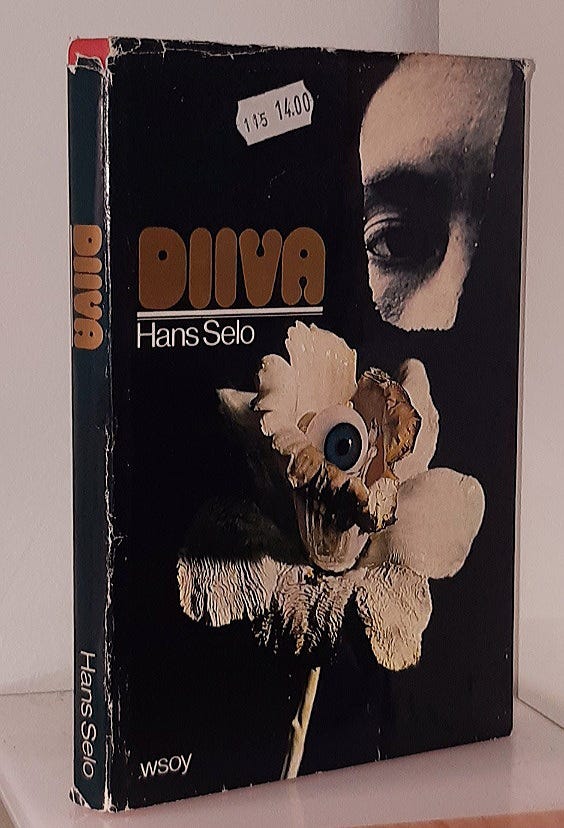 115 14.00
DIIVA
Hans Selo
wsoy
DIIVA
Hans Selo